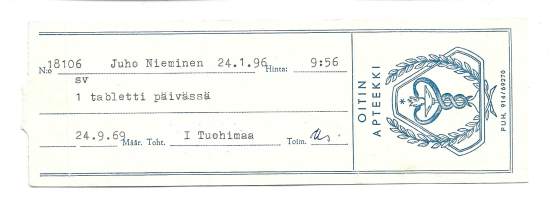 N:o 18106 Juho Nieminen 24.1.96 Hinta: 9:56
sv
1 tabletti päivässä
24.9.69 Määr. Toht. I Tuohimaa Toim.
OITIN
APTEEKKI
PUH. 914/69270